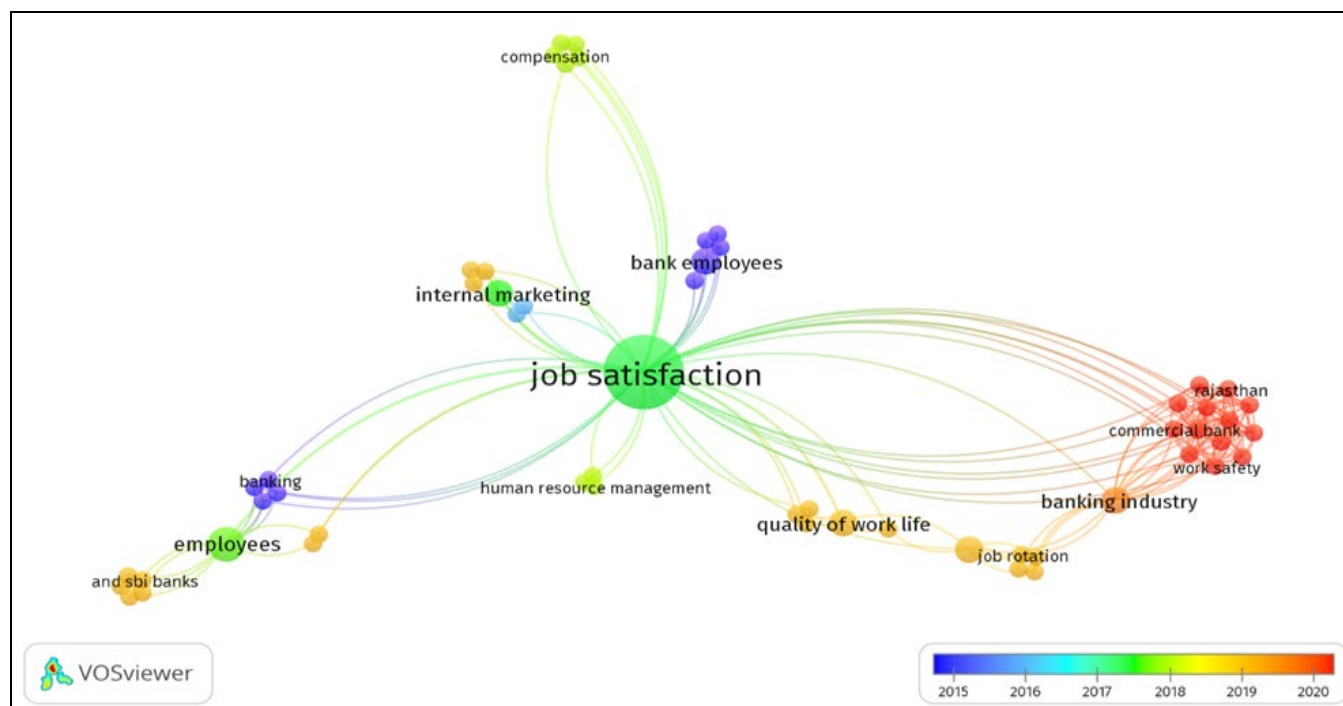 compensation
bank employees
internal marketing
job satisfaction
rajasthan
commercial bank
work safety
banking
human resource management
banking industry
quality of work life
employees
job rotation
and sbi banks
VOSviewer
2015 2016 2017 2018 2019 2020